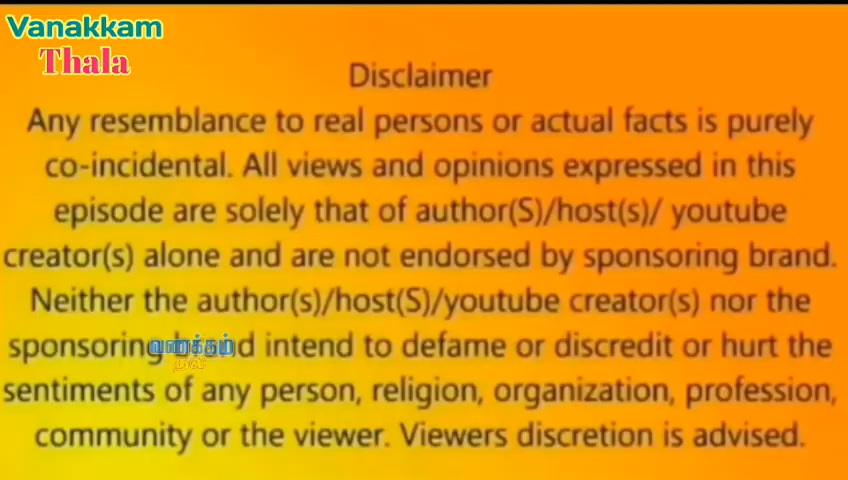 Vanakkam
Thala
Disclaimer
Any resemblance to real persons or actual facts is purely
co-incidental. All views and opinions expressed in this
episode are solely that of author(S)/host(s)/ youtube
creator(s) alone and are not endorsed by sponsoring brand.
Neither the author(s)/host(S)/youtube creator(s) nor the
sponsoring வணக்கம் intend to defame or discredit or hurt the
தல
sentiments of any person, religion, organization, profession,
community or the viewer. Viewers discretion is advised.